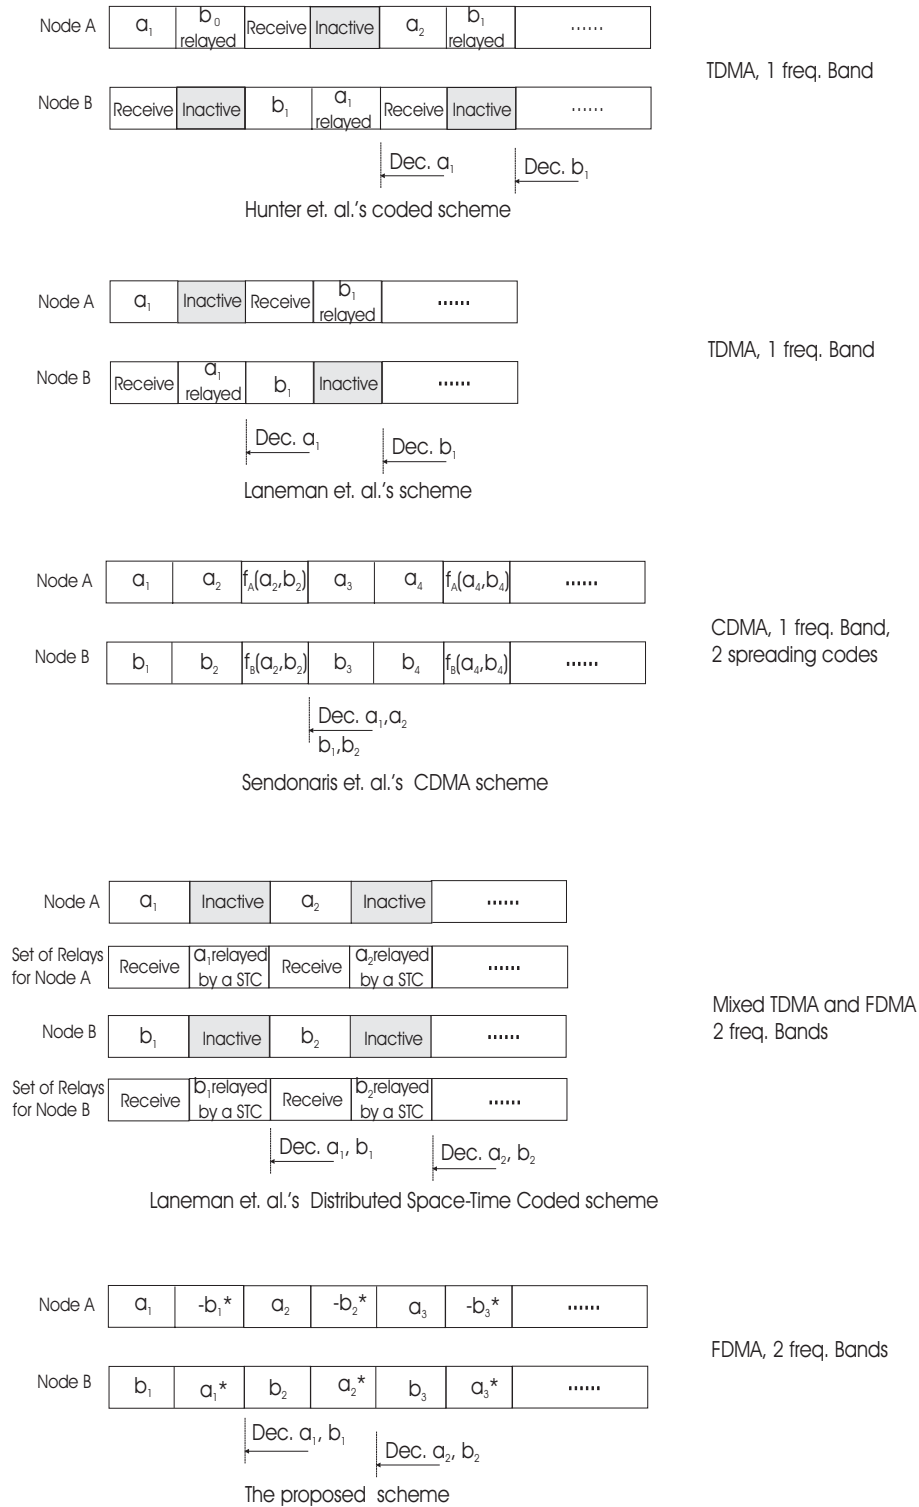 Node A a₁ b₀ relayed Receive Inactive a₂ b₁ relayed ......
TDMA, 1 freq. Band
Node B Receive Inactive b₁ a₁ relayed Receive Inactive ......
Dec. a₁ Dec. b₁
Hunter et. al.'s coded scheme
Node A a₁ Inactive Receive b₁ relayed ......
TDMA, 1 freq. Band
Node B Receive a₁ relayed b₁ Inactive ......
Dec. a₁ Dec. b₁
Laneman et. al.'s scheme
Node A a₁ a₂ f_A(a₂,b₂) a₃ a₄ f_A(a₄,b₄) ......
CDMA, 1 freq. Band,
2 spreading codes
Node B b₁ b₂ f_B(a₂,b₂) b₃ b₄ f_B(a₄,b₄) ......
Dec. a₁,a₂
b₁,b₂
Sendonaris et. al.'s CDMA scheme
Node A a₁ Inactive a₂ Inactive ......
Set of Relays
for Node A
Receive
a₁relayed
by a STC
Receive
a₂relayed
by a STC
......
Mixed TDMA and FDMA
2 freq. Bands
Node B b₁ Inactive b₂ Inactive ......
Set of Relays
for Node B
Receive
b₁relayed
by a STC
Receive
b₂relayed
by a STC
......
Dec. a₁, b₁ Dec. a₂, b₂
Laneman et. al.'s Distributed Space-Time Coded scheme
Node A a₁ -b₁* a₂ -b₂* a₃ -b₃* ......
FDMA, 2 freq. Bands
Node B b₁ a₁* b₂ a₂* b₃ a₃* ......
Dec. a₁, b₁
Dec. a₂, b₂
The proposed scheme